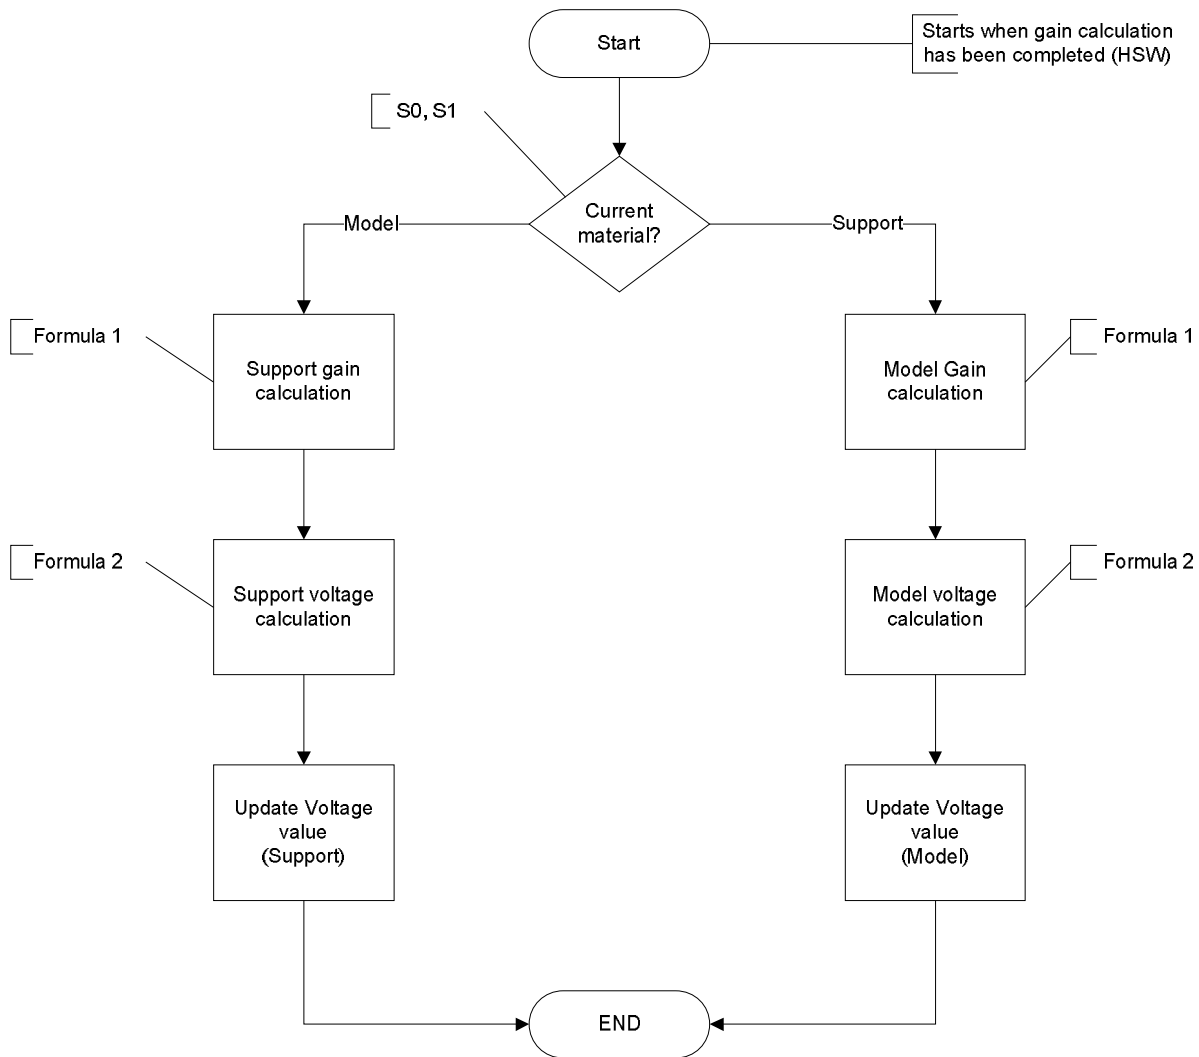 Start
Starts when gain calculation
has been completed (HSW)
S0, S1
Current
material?
Model
Support
Formula 1
Support gain
calculation
Model Gain
calculation
Formula 1
Formula 2
Support voltage
calculation
Model voltage
calculation
Formula 2
Update Voltage
value
(Support)
Update Voltage
value
(Model)
END